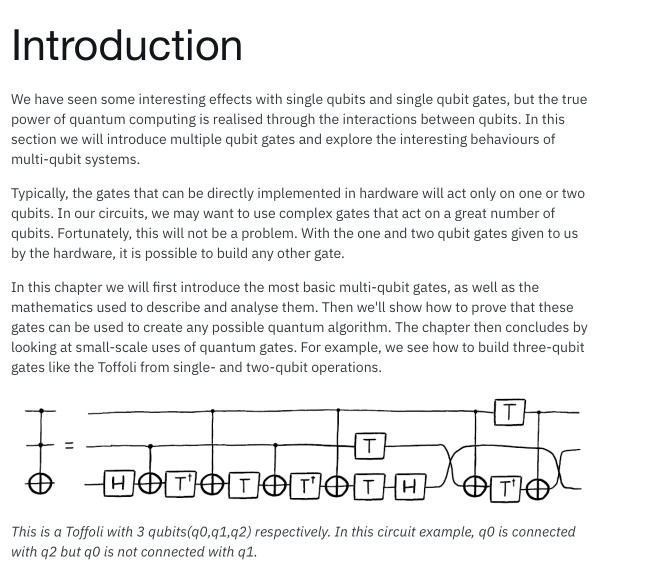 Introduction
We have seen some interesting effects with single qubits and single qubit gates, but the true
power of quantum computing is realised through the interactions between qubits. In this
section we will introduce multiple qubit gates and explore the interesting behaviours of
multi-qubit systems.
Typically, the gates that can be directly implemented in hardware will act only on one or two
qubits. In our circuits, we may want to use complex gates that act on a great number of
qubits. Fortunately, this will not be a problem. With the one and two qubit gates given to us
by the hardware, it is possible to build any other gate.
In this chapter we will first introduce the most basic multi-qubit gates, as well as the
mathematics used to describe and analyse them. Then we'll show how to prove that these
gates can be used to create any possible quantum algorithm. The chapter then concludes by
looking at small-scale uses of quantum gates. For example, we see how to build three-qubit
gates like the Toffoli from single- and two-qubit operations.
T
= T
H T† T T† T H T†
This is a Toffoli with 3 qubits(q0,q1,q2) respectively. In this circuit example, q0 is connected
with q2 but q0 is not connected with q1.